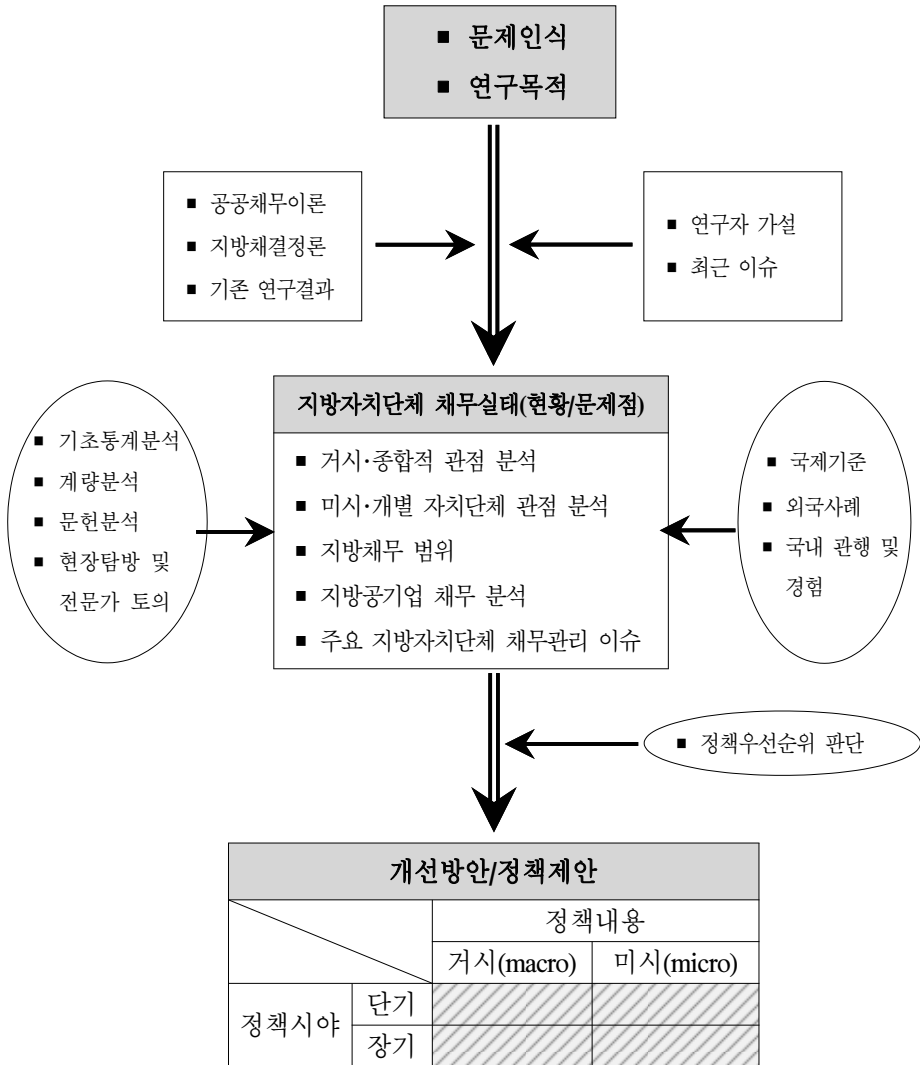 ■ 문제인식
■ 연구목적
■ 공공채무이론
■ 지방채결정론
■ 기존 연구결과
■ 연구자 가설
■ 최근 이슈
지방자치단체 채무실태(현황/문제점)
■ 거시·종합적 관점 분석
■ 미시·개별 자치단체 관점 분석
■ 지방채무 범위
■ 지방공기업 채무 분석
■ 주요 지방자치단체 채무관리 이슈
■ 기초통계분석
■ 계량분석
■ 문헌분석
■ 현장탐방 및
전문가 토의
■ 국제기준
■ 외국사례
■ 국내 관행 및
경험
■ 정책우선순위 판단
개선방안/정책제안
정책내용
거시(macro) 미시(micro)
정책시야
단기
장기